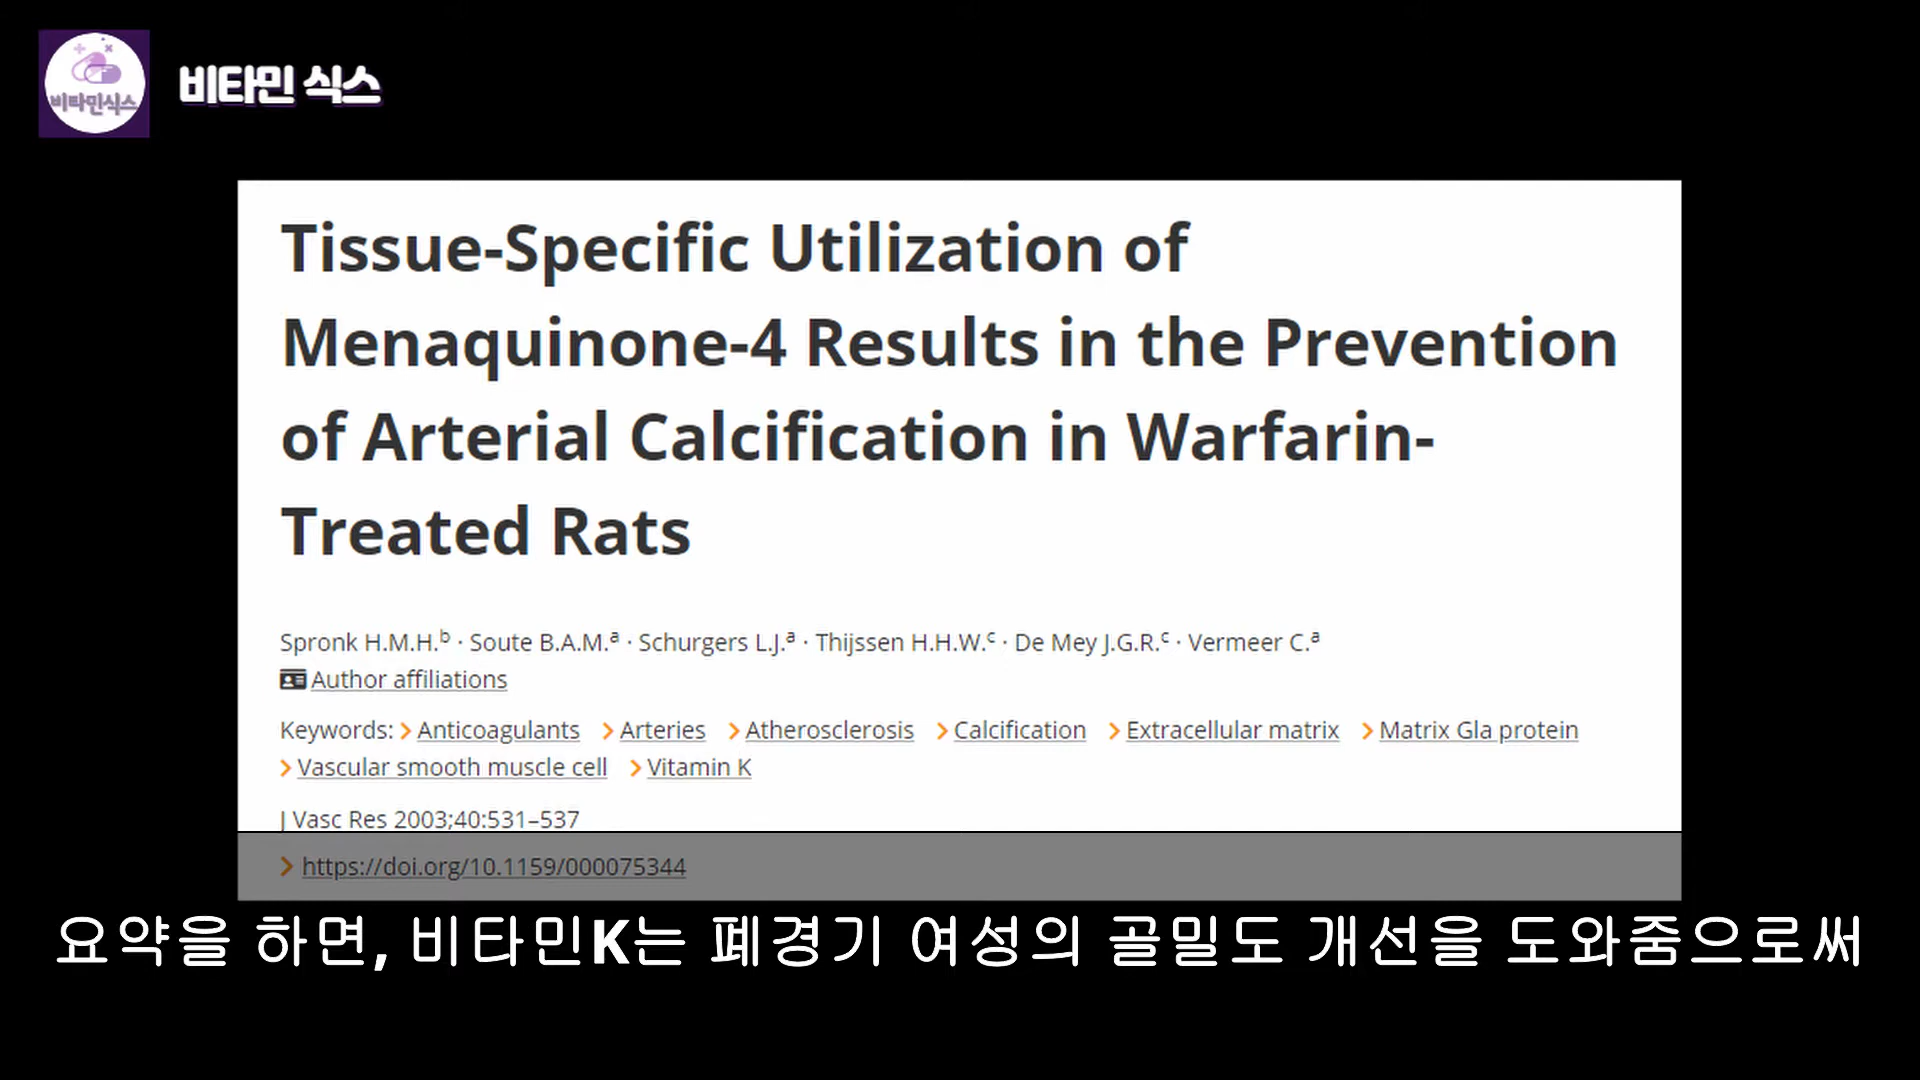 비타민식스
비타민 식스
Tissue-Specific Utilization of
Menaquinone-4 Results in the Prevention
of Arterial Calcification in Warfarin-
Treated Rats
Spronk H.M.H.b · Soute B.A.M.a · Schurgers L.J.a · Thijssen H.H.W.c · De Mey J.G.R.c · Vermeer C.a
Author affiliations
Keywords: Anticoagulants Arteries Atherosclerosis Calcification Extracellular matrix Matrix Gla protein
Vascular smooth muscle cell Vitamin K
J Vasc Res 2003;40:531–537
https://doi.org/10.1159/000075344
요약을 하면, 비타민K는 폐경기 여성의 골밀도 개선을 도와줌으로써